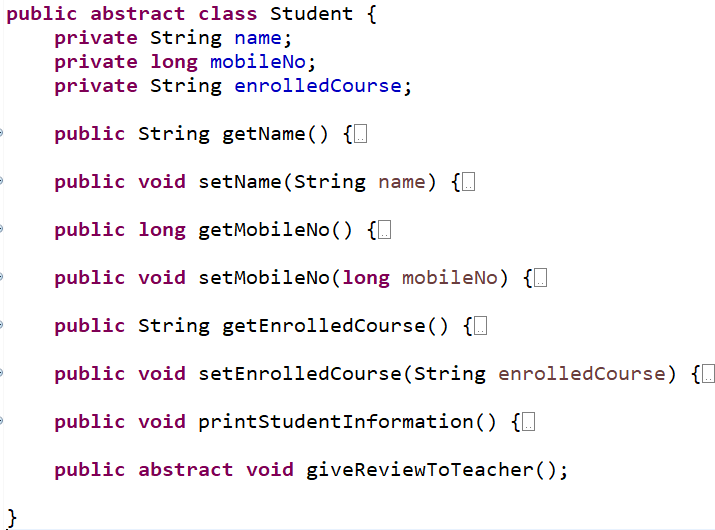 public abstract class Student {
private String name;
private long mobileNo;
private String enrolledCourse;
public String getName() {..
public void setName(String name) {..
public long getMobileNo() {..
public void setMobileNo(long mobileNo) {..
public String getEnrolledCourse() {..
public void setEnrolledCourse(String enrolledCourse) {..
public void printStudentInformation() {..
public abstract void giveReviewToTeacher();
}